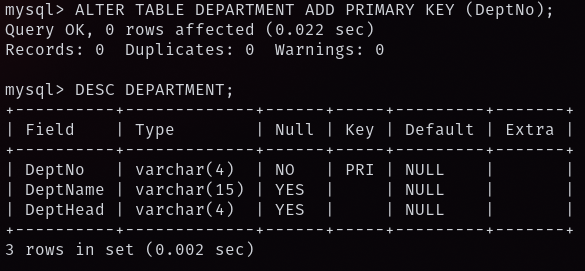 mysql> ALTER TABLE DEPARTMENT ADD PRIMARY KEY (DeptNo);
Query OK, 0 rows affected (0.022 sec)
Records: 0  Duplicates: 0  Warnings: 0

mysql> DESC DEPARTMENT;
+----------+-------------+------+-----+---------+-------+
| Field    | Type        | Null | Key | Default | Extra |
+----------+-------------+------+-----+---------+-------+
| DeptNo   | varchar(4)  | NO   | PRI | NULL    |       |
| DeptName | varchar(15) | YES  |     | NULL    |       |
| DeptHead | varchar(4)  | YES  |     | NULL    |       |
+----------+-------------+------+-----+---------+-------+
3 rows in set (0.002 sec)